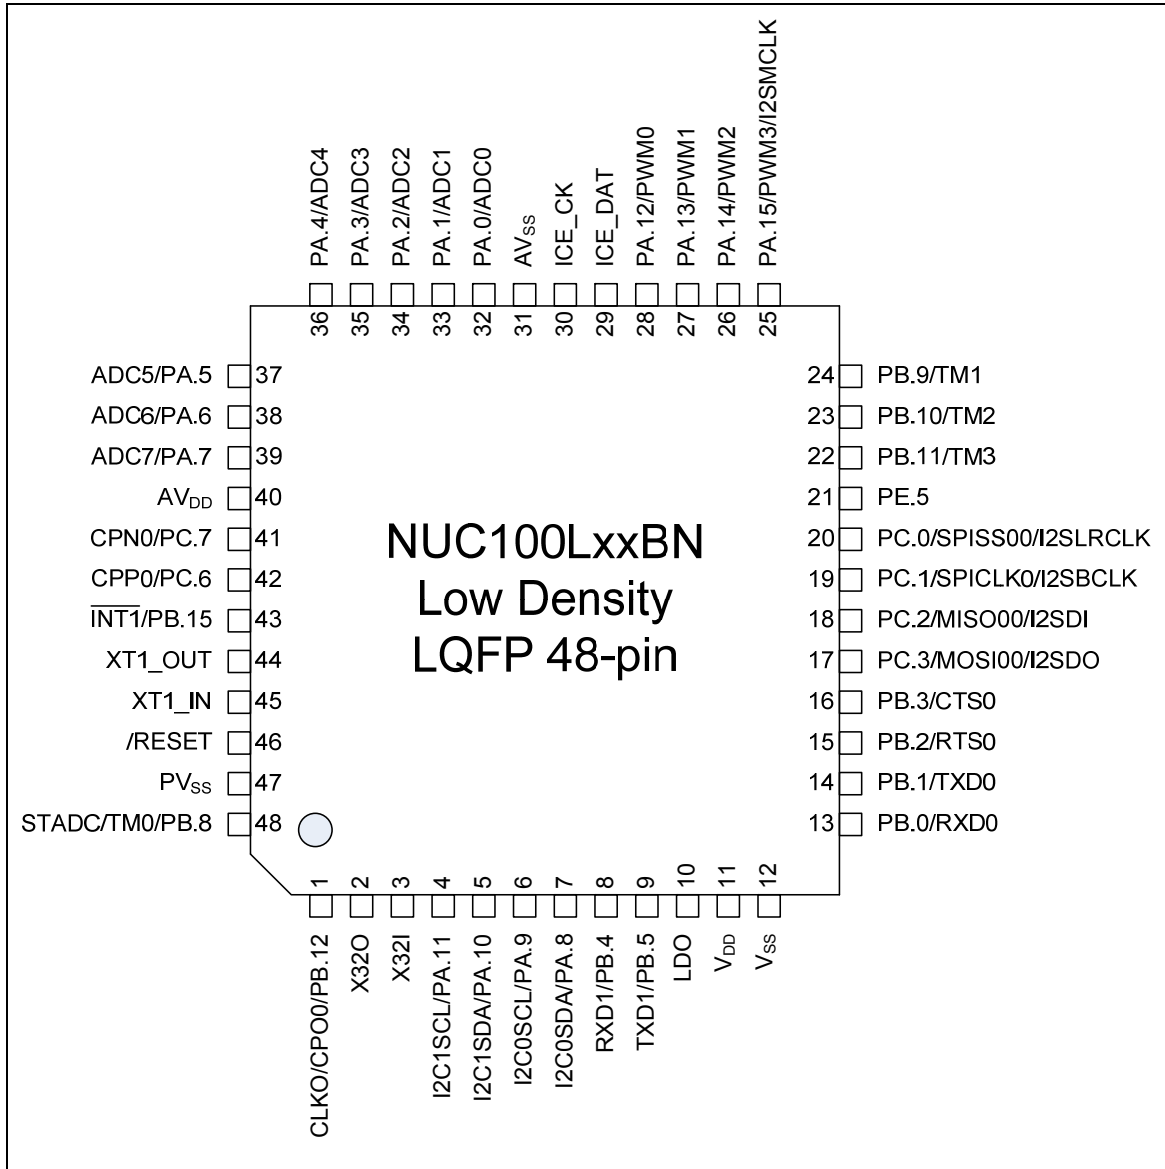 PA.4/ADC4
PA.3/ADC3
PA.2/ADC2
PA.1/ADC1
PA.0/ADC0
AVSS
ICE_CK
ICE_DAT
PA.12/PWM0
PA.13/PWM1
PA.14/PWM2
PA.15/PWM3/I2SMCLK
36
35
34
33
32
31
30
29
28
27
26
25
ADC5/PA.5 37
ADC6/PA.6 38
ADC7/PA.7 39
AVDD 40
CPN0/PC.7 41
CPP0/PC.6 42
INT1/PB.15 43
XT1_OUT 44
XT1_IN 45
/RESET 46
PVSS 47
STADC/TM0/PB.8 48
NUC100LxxBN
Low Density
LQFP 48-pin
24 PB.9/TM1
23 PB.10/TM2
22 PB.11/TM3
21 PE.5
20 PC.0/SPISS00/I2SLRCLK
19 PC.1/SPICLK0/I2SBCLK
18 PC.2/MISO00/I2SDI
17 PC.3/MOSI00/I2SDO
16 PB.3/CTS0
15 PB.2/RTS0
14 PB.1/TXD0
13 PB.0/RXD0
1
2
3
4
5
6
7
8
9
10
11
12
CLKO/CPO0/PB.12
X32O
X32I
I2C1SCL/PA.11
I2C1SDA/PA.10
I2C0SCL/PA.9
I2C0SDA/PA.8
RXD1/PB.4
TXD1/PB.5
LDO
VDD
VSS